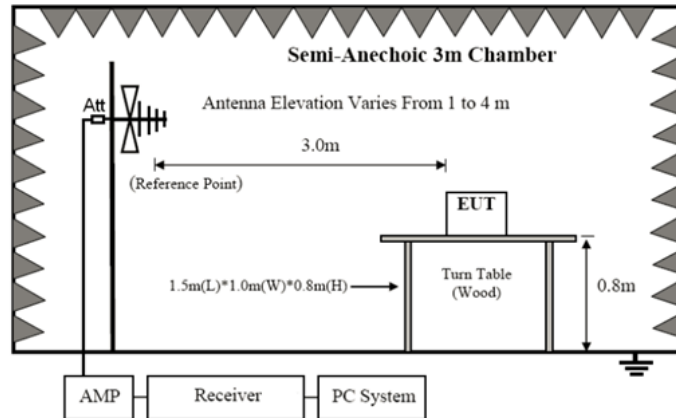 Semi-Anechoic 3m Chamber
Att
Antenna Elevation Varies From 1 to 4 m
3.0m
(Reference Point)
EUT
1.5m(L)*1.0m(W)*0.8m(H)
Turn Table
(Wood)
0.8m
AMP
Receiver
PC System